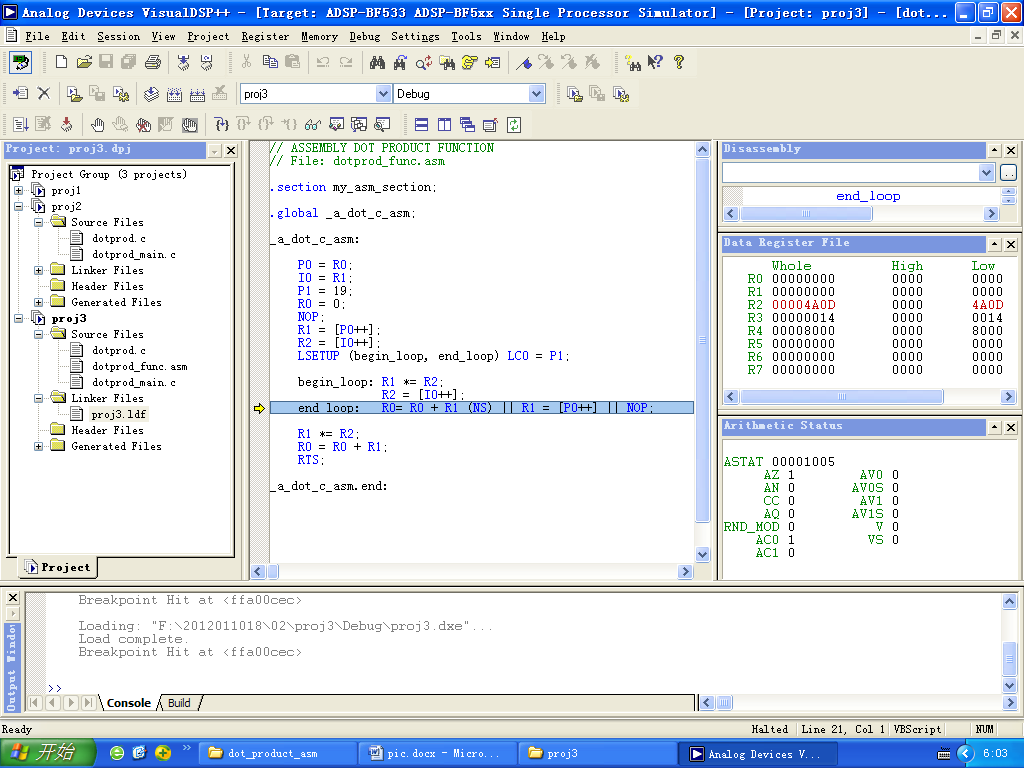 Analog Devices VisualDSP++ - [Target: ADSP-BF533 ADSP-BF5xx Single Processor Simulator] - [Project: proj3] - [dot...
File Edit Session View Project Register Memory Debug Settings Tools Window Help
proj3 Debug
Project: proj3.dpj
Project Group (3 projects)
proj1
proj2
Source Files
dotprod.c
dotprod_main.c
Linker Files
Header Files
Generated Files
proj3
Source Files
dotprod.c
dotprod_func.asm
dotprod_main.c
Linker Files
proj3.ldf
Header Files
Generated Files
Project
// ASSEMBLY DOT PRODUCT FUNCTION
// File: dotprod_func.asm
.section my_asm_section;
.global _a_dot_c_asm;
_a_dot_c_asm:
P0 = R0;
I0 = R1;
P1 = 19;
R0 = 0;
NOP;
R1 = [P0++];
R2 = [I0++];
LSETUP (begin_loop, end_loop) LC0 = P1;
begin_loop: R1 *= R2;
R2 = [I0++];
end_loop: R0= R0 + R1 (NS) || R1 = [P0++] || NOP;
R1 *= R2;
R0 = R0 + R1;
RTS;
_a_dot_c_asm.end:
Disassembly
end_loop
Data Register File
Whole High Low
R0 00000000 0000 0000
R1 00000000 0000 0000
R2 00004A0D 0000 4A0D
R3 00000014 0000 0014
R4 00008000 0000 8000
R5 00000000 0000 0000
R6 00000000 0000 0000
R7 00000000 0000 0000
Arithmetic Status
ASTAT 00001005
AZ 1 AV0 0
AN 0 AV0S 0
CC 0 AV1 0
AQ 0 AV1S 0
RND_MOD 0 V 0
AC0 1 VS 0
AC1 0
Output Window
Breakpoint Hit at <ffa00cec>
Loading: "F:\2012011018\02\proj3\Debug\proj3.dxe"...
Load complete.
Breakpoint Hit at <ffa00cec>
>>
Console Build
Ready Halted Line 21, Col 1 VBScript NUM
开始 dot_product_asm pic.docx - Micro... proj3 Analog Devices V... 6:03